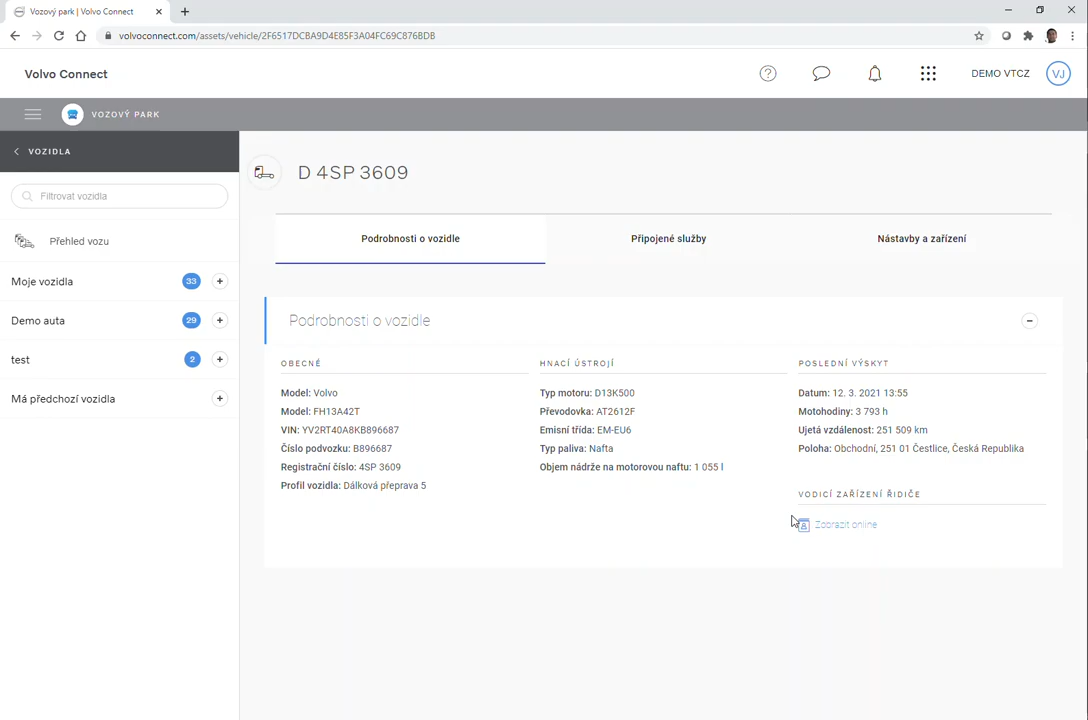 Vozový park | Volvo Connect
volvoconnect.com/assets/vehicle/2F6517DCBA9D4E85F3A04FC69C876BDB
Volvo Connect
DEMO VTCZ
VJ
VOZOVÝ PARK
VOZIDLA
Filtrovat vozidla
Přehled vozu
Moje vozidla 33
Demo auta 29
test 2
Má předchozí vozidla
D 4SP 3609
Podrobnosti o vozidle
Připojené služby
Nástavby a zařízení
Podrobnosti o vozidle
OBECNÉ
Model: Volvo
Model: FH13A42T
VIN: YV2RT40A8KB896687
Číslo podvozku: B896687
Registrační číslo: 4SP 3609
Profil vozidla: Dálková přeprava 5
HNACÍ ÚSTROJÍ
Typ motoru: D13K500
Převodovka: AT2612F
Emisní třída: EM-EU6
Typ paliva: Nafta
Objem nádrže na motorovou naftu: 1 055 l
POSLEDNÍ VÝSKYT
Datum: 12. 3. 2021 13:55
Motohodiny: 3 793 h
Ujetá vzdálenost: 251 509 km
Poloha: Obchodní, 251 01 Čestlice, Česká Republika
VODICÍ ZAŘÍZENÍ ŘIDIČE
Zobrazit online